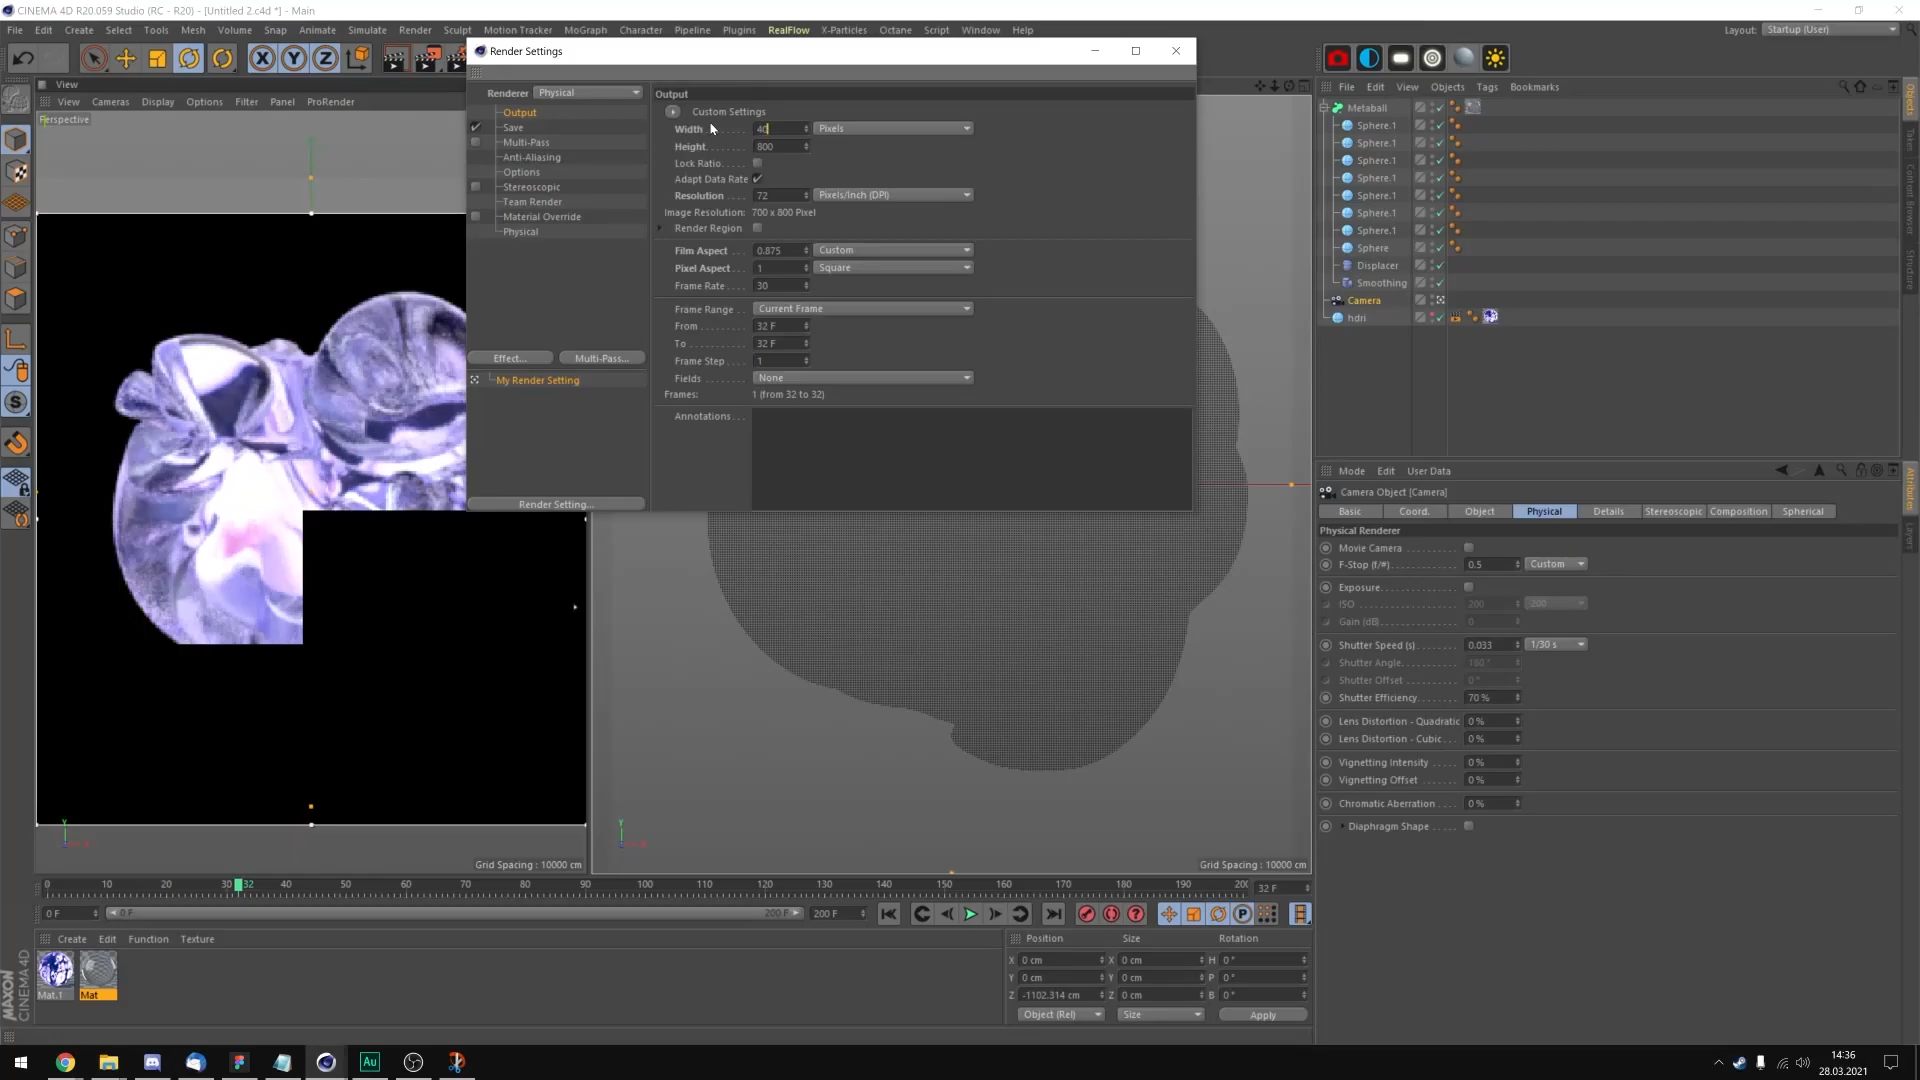 CINEMA 4D R20.059 Studio (RC - R20) - [Untitled 2.c4d *] - Main
File Edit Create Select Tools Mesh Volume Snap Animate Simulate Render Sculpt Motion Tracker MoGraph Character Pipeline Plugins RealFlow X-Particles Octane Script Window Help
Layout: Startup (User)
View
View Cameras Display Options Filter Panel ProRender
Perspective
Render Settings
Renderer Physical
Output
Save
Multi-Pass
Anti-Aliasing
Options
Stereoscopic
Team Render
Material Override
Physical
Effect... Multi-Pass...
My Render Setting
Render Setting...
Output
Custom Settings
Width 40 Pixels
Height 800
Lock Ratio
Adapt Data Rate
Resolution 72 Pixels/Inch (DPI)
Image Resolution: 700 x 800 Pixel
Render Region
Film Aspect 0.875 Custom
Pixel Aspect 1 Square
Frame Rate 30
Frame Range Current Frame
From 32 F
To 32 F
Frame Step 1
Fields None
Frames: 1 (from 32 to 32)
Annotations
File Edit View Objects Tags Bookmarks
Metaball
Sphere.1
Sphere.1
Sphere.1
Sphere.1
Sphere.1
Sphere.1
Sphere.1
Sphere
Displacer
Smoothing
Camera
hdri
Objects
Takes
Content Browser
Structure
Mode Edit User Data
Camera Object [Camera]
Basic Coord. Object Physical Details Stereoscopic Composition Spherical
Physical Renderer
Movie Camera
F-Stop (f/#) 0.5 Custom
Exposure
ISO 200 200
Gain (dB) 0
Shutter Speed (s) 0.033 1/30 s
Shutter Angle 180 °
Shutter Offset 0 °
Shutter Efficiency 70 %
Lens Distortion - Quadratic 0 %
Lens Distortion - Cubic 0 %
Vignetting Intensity 0 %
Vignetting Offset 0 %
Chromatic Aberration 0 %
Diaphragm Shape
Attributes
Layers
Y
Grid Spacing : 10000 cm
Y
Grid Spacing : 10000 cm
0 10 20 30 32 40 50 60 70 80 90 100 110 120 130 140 150 160 170 180 190 20 32 F
0 F 0 F 200 F 200 F
Create Edit Function Texture
Mat.1 Mat
MAXON
CINEMA 4D
Position Size Rotation
X 0 cm X 0 cm H 0 °
Y 0 cm Y 0 cm P 0 °
Z -1102.314 cm Z 0 cm B 0 °
Object (Rel) Size Apply
Au
14:36
28.03.2021